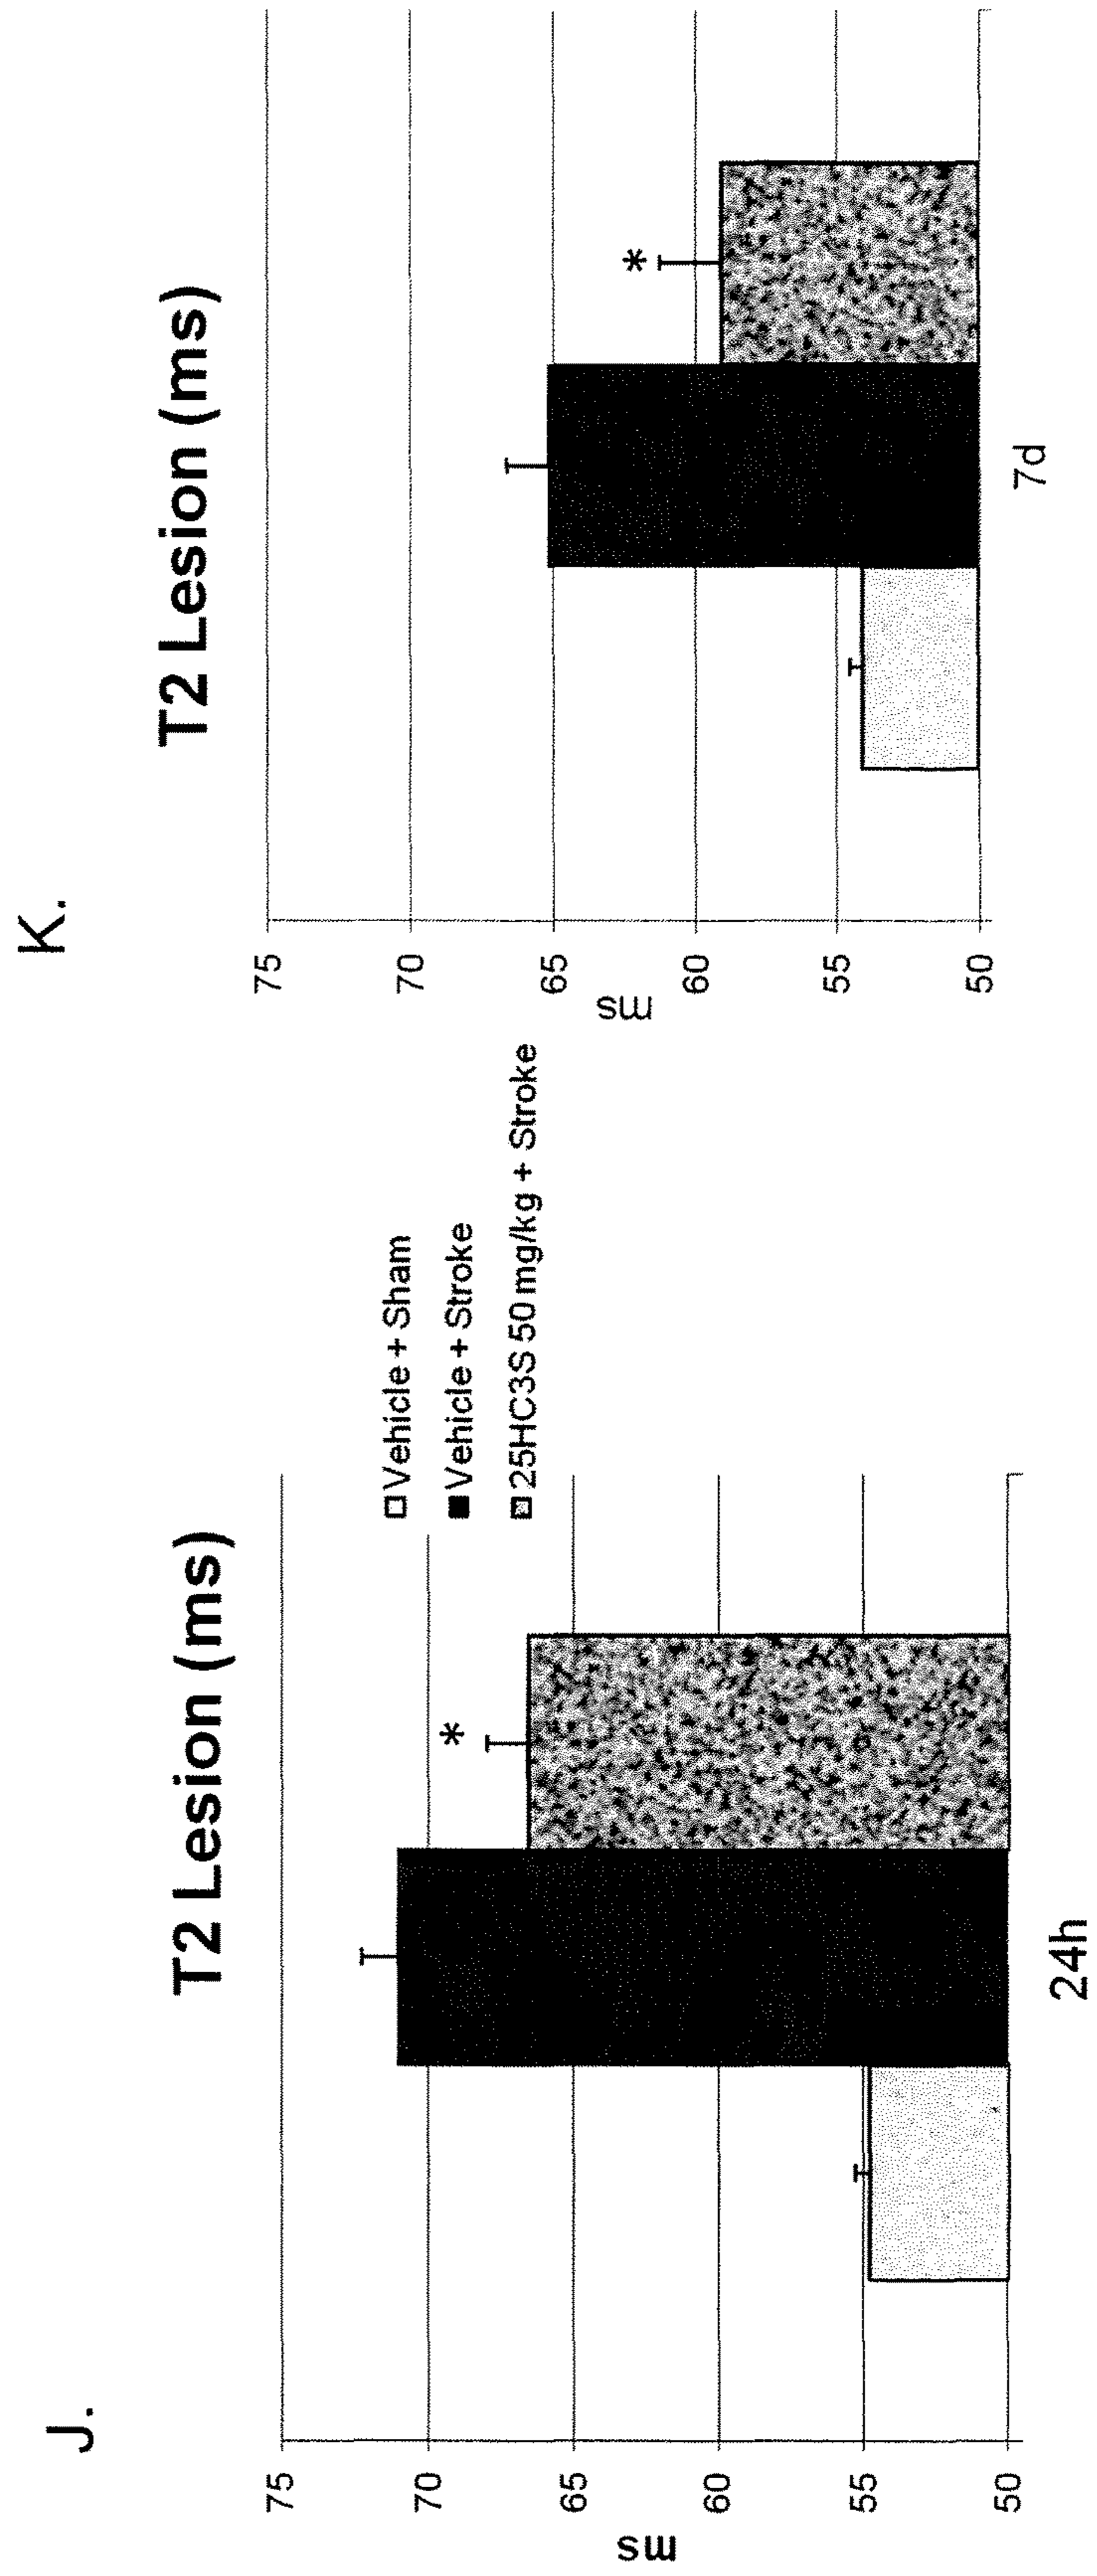 J.
T2 Lesion (ms)
75
70
65
60
55
50
ms
*
24h
Vehicle + Sham
Vehicle + Stroke
25HC3S 50 mg/kg + Stroke
K.
T2 Lesion (ms)
75
70
65
60
55
50
ms
*
7d